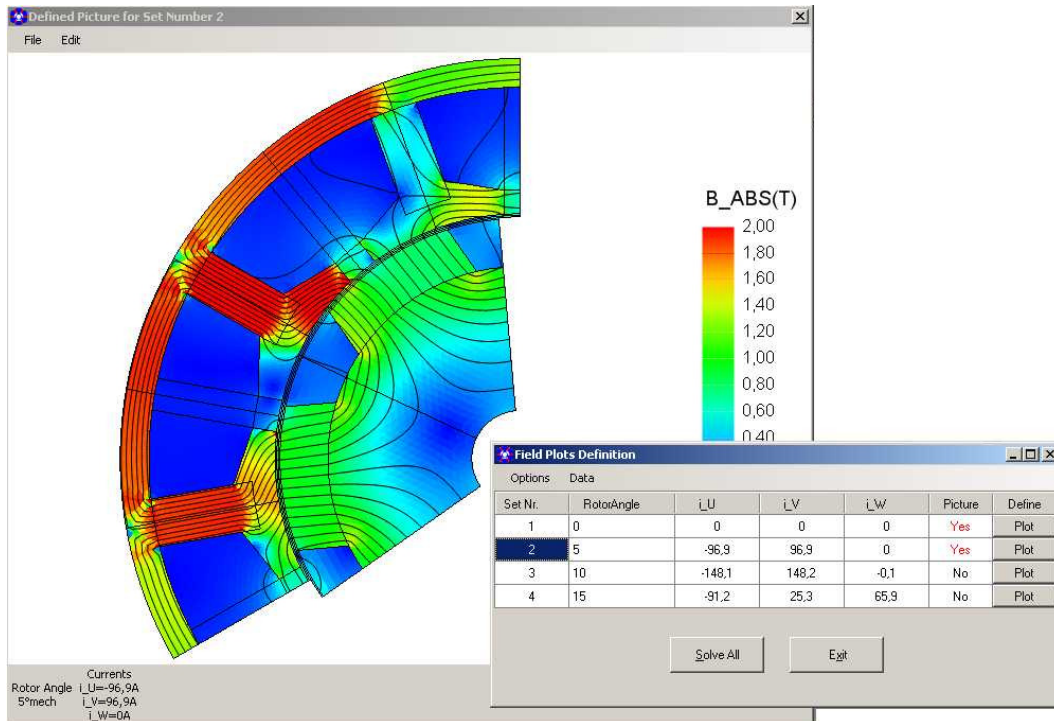 Defined Picture for Set Number 2
File Edit
B_ABS(T)
2,00
1,80
1,60
1,40
1,20
1,00
0,80
0,60
0,40
Field Plots Definition
Options Data
Set Nr. RotorAngle i_U i_V i_W Picture Define
1 0 0 0 0 Yes Plot
2 5 -96,9 96,9 0 Yes Plot
3 10 -148,1 148,2 -0,1 No Plot
4 15 -91,2 25,3 65,9 No Plot
Solve All Exit
Currents
Rotor Angle i_U=-96,9A
5°mech i_V=96,9A
i_W=0A